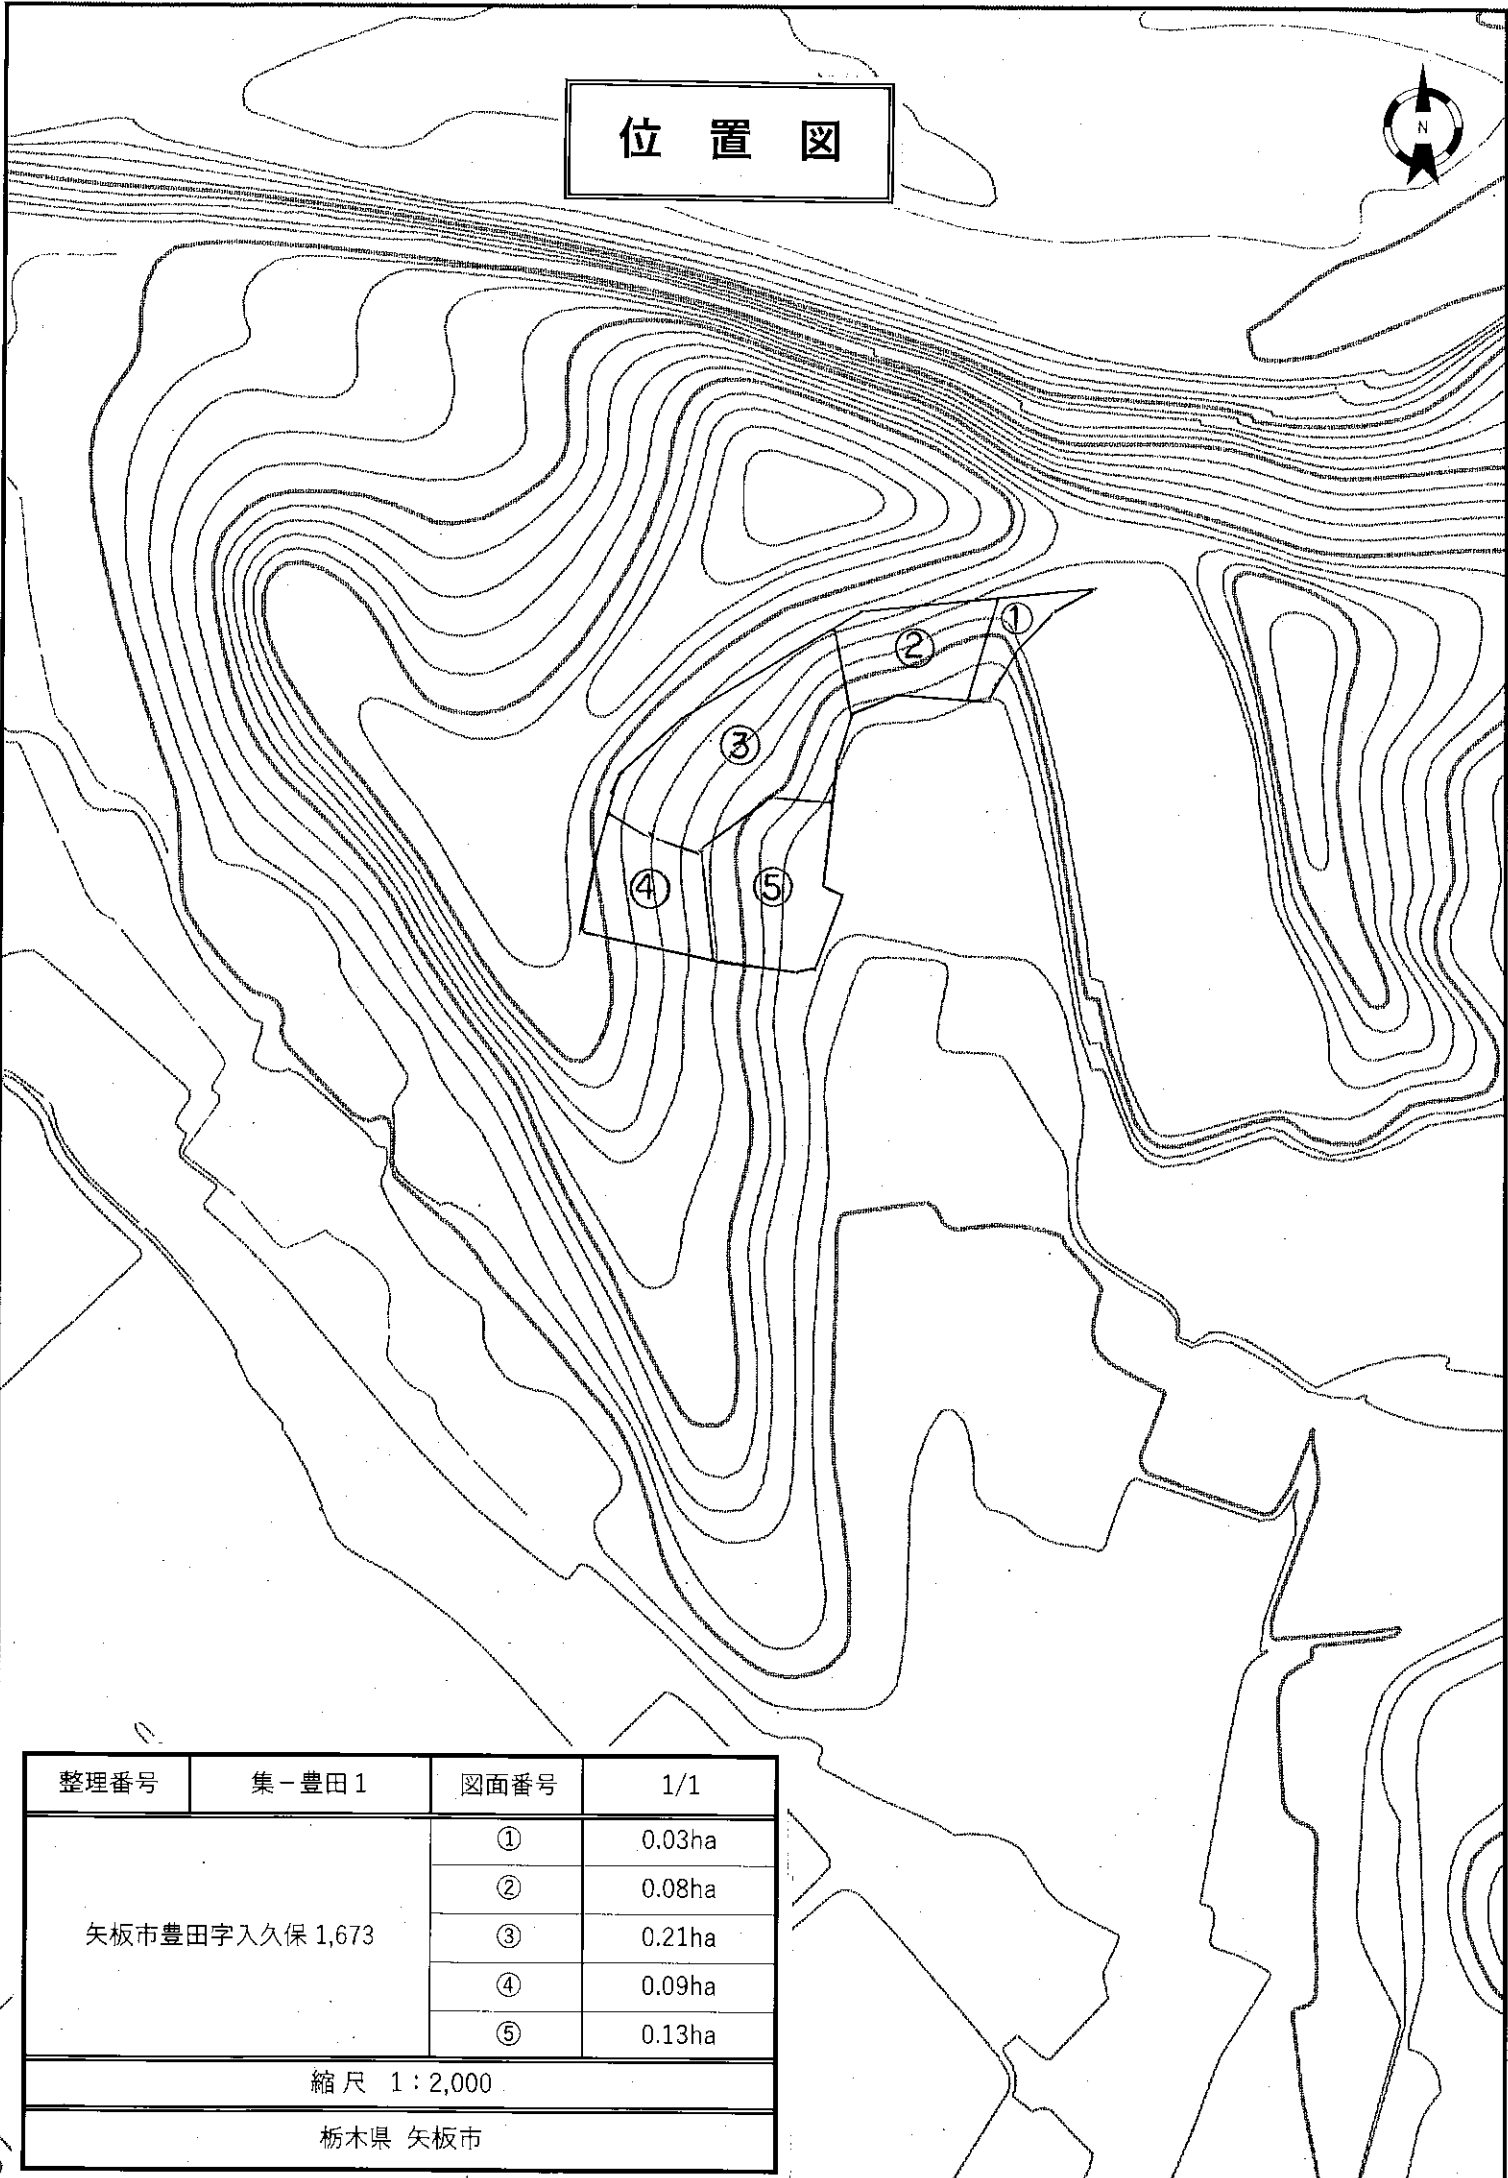 位置図
N
①
②
③
④
⑤
整理番号 集－豊田1 図面番号 1/1
矢板市豊田字入久保 1,673
① 0.03ha
② 0.08ha
③ 0.21ha
④ 0.09ha
⑤ 0.13ha
縮尺 1：2,000
栃木県 矢板市